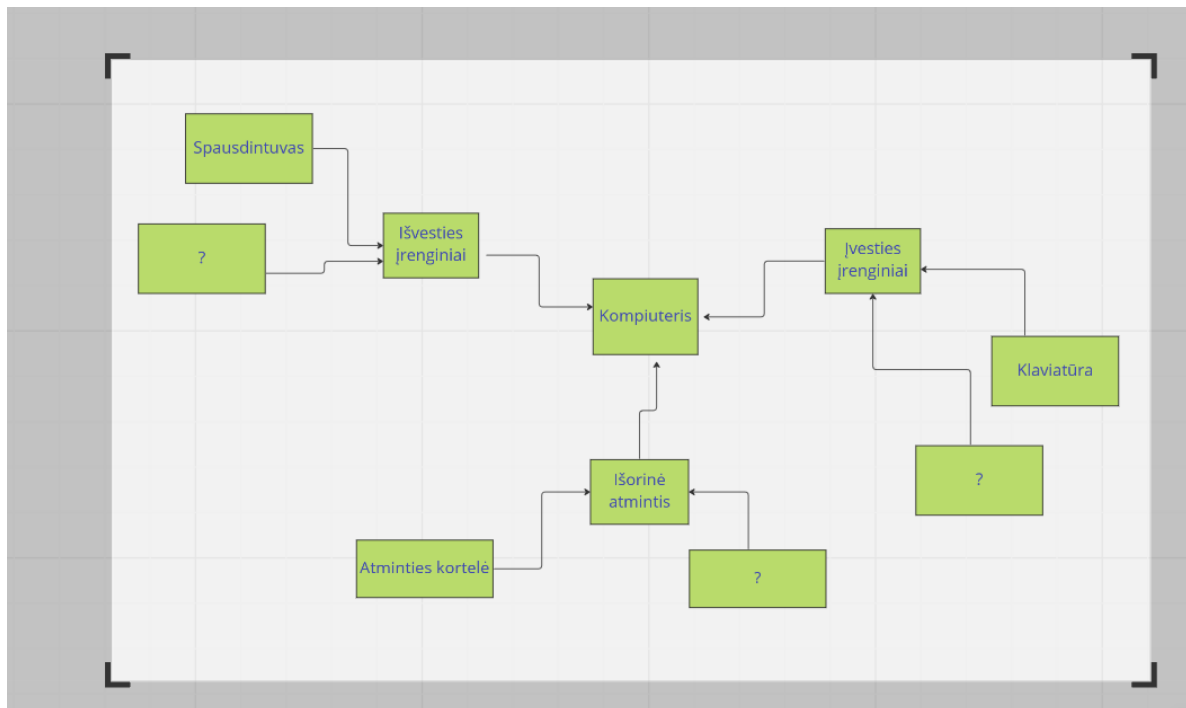 Spausdintuvas
?
Išvesties
įrenginiai
Kompiuteris
Įvesties
įrenginiai
Klaviatūra
?
Išorinė
atmintis
Atminties kortelė
?